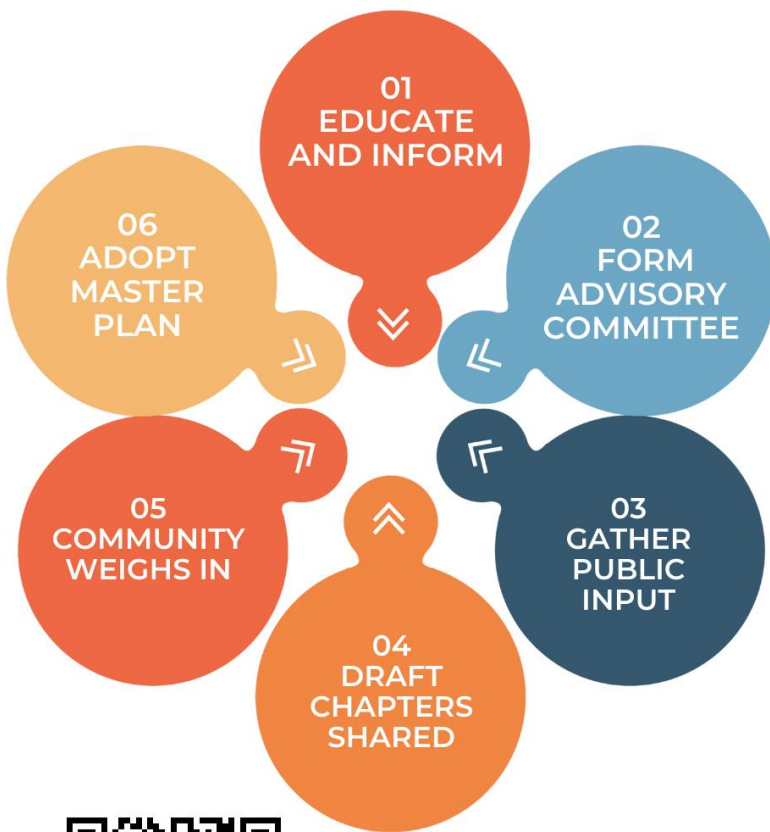 01
EDUCATE
AND INFORM
02
FORM
ADVISORY
COMMITTEE
03
GATHER
PUBLIC
INPUT
04
DRAFT
CHAPTERS
SHARED
05
COMMUNITY
WEIGHS IN
06
ADOPT
MASTER
PLAN